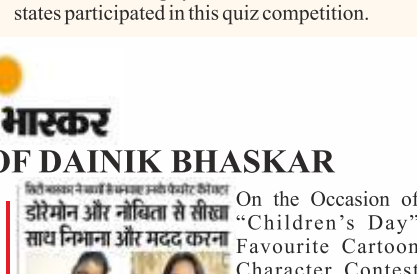 states participated in this quiz competition.
भास्कर
OF DAINIK BHASKAR
डोरेमोन और नोबिता से सीखा
साथ निभाना और मदद करना
On the Occasion of
“Children’s Day”
Favourite Cartoon
Character Contest